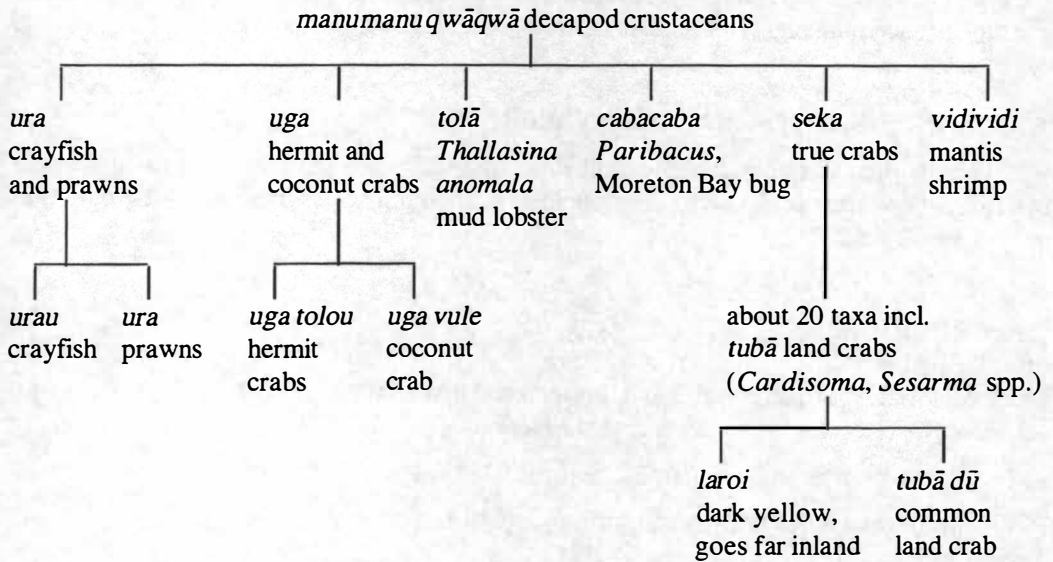 manumanu qwāqwā decapod crustaceans
ura
crayfish
and prawns
uga
hermit and
coconut crabs
tolā
Thallasina
anomala
mud lobster
cabacaba
Paribacus,
Moreton Bay bug
seka
true crabs
vidividi
mantis
shrimp
urau
crayfish
ura
prawns
uga tolou
hermit
crabs
uga vule
coconut
crab
about 20 taxa incl.
tubā land crabs
(Cardisoma, Sesarma spp.)
laroi
dark yellow,
goes far inland
tubā dū
common
land crab